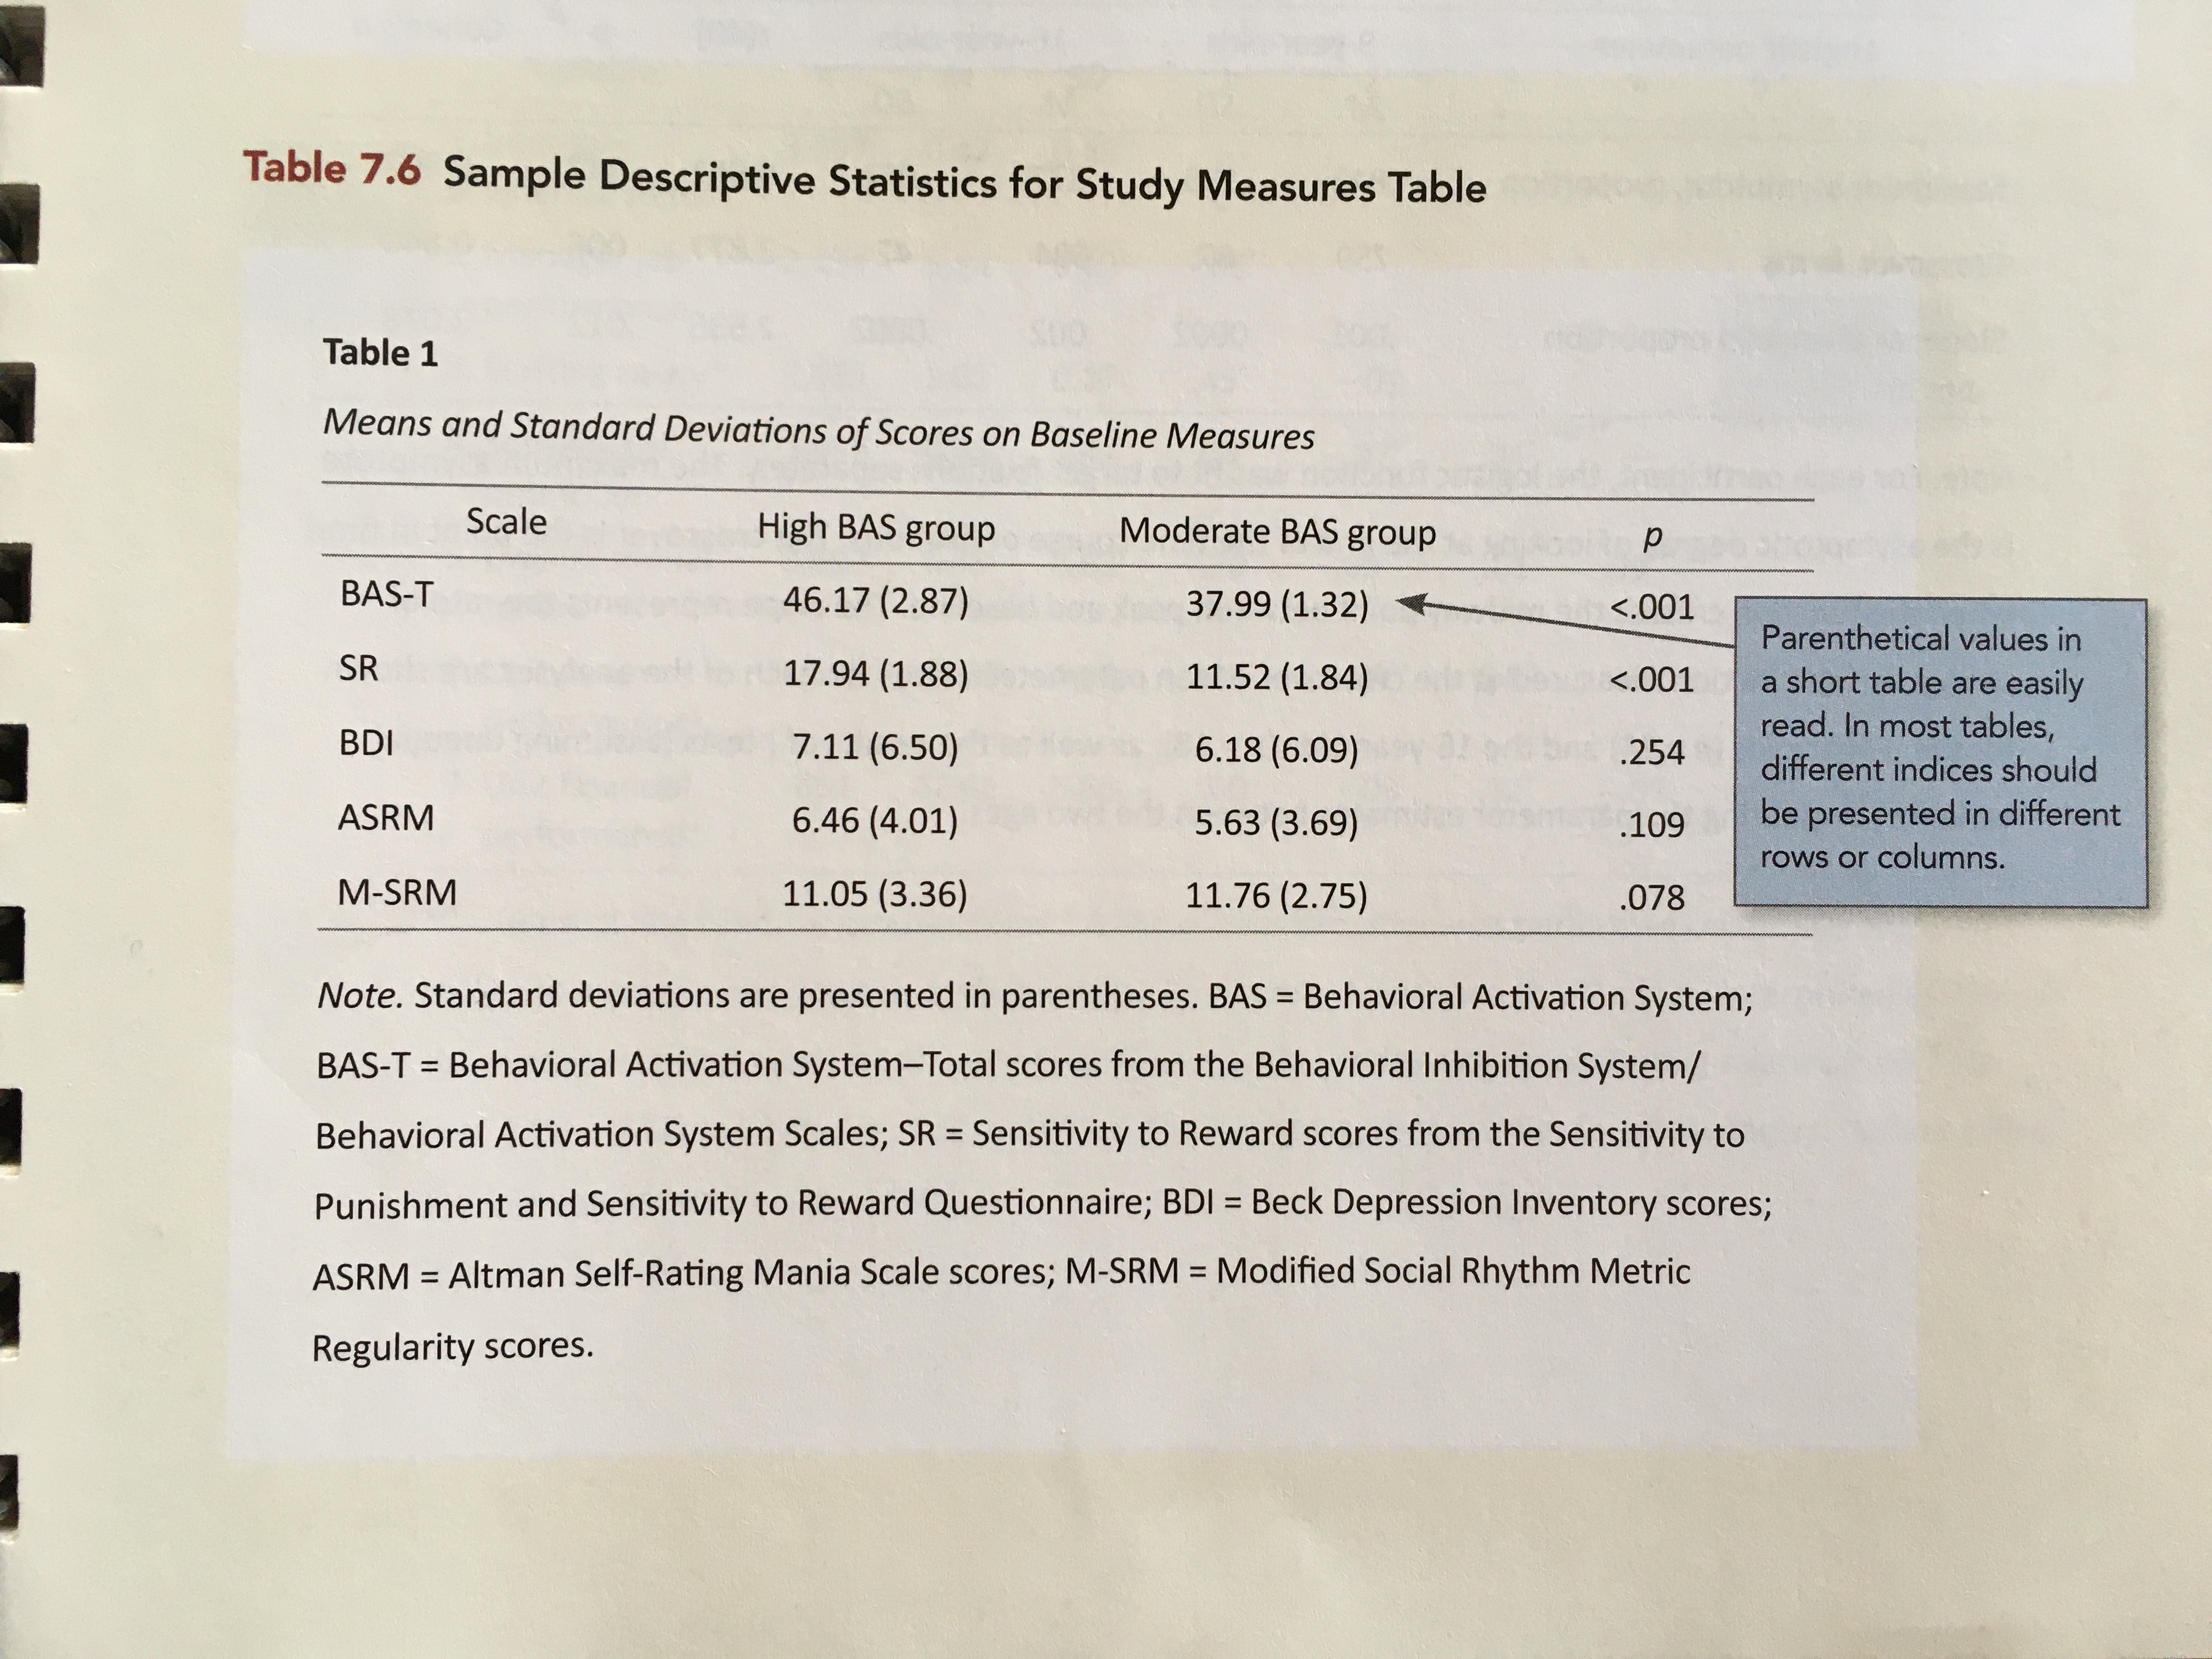 Table 7.6 Sample Descriptive Statistics for Study Measures Table
Table 1
Means and Standard Deviations of Scores on Baseline Measures
Scale High BAS group Moderate BAS group p
BAS-T 46.17 (2.87) 37.99 (1.32) <.001
SR 17.94 (1.88) 11.52 (1.84) <.001
BDI 7.11 (6.50) 6.18 (6.09) .254
ASRM 6.46 (4.01) 5.63 (3.69) .109
M-SRM 11.05 (3.36) 11.76 (2.75) .078
Parenthetical values in
a short table are easily
read. In most tables,
different indices should
be presented in different
rows or columns.
Note. Standard deviations are presented in parentheses. BAS = Behavioral Activation System;
BAS-T = Behavioral Activation System–Total scores from the Behavioral Inhibition System/
Behavioral Activation System Scales; SR = Sensitivity to Reward scores from the Sensitivity to
Punishment and Sensitivity to Reward Questionnaire; BDI = Beck Depression Inventory scores;
ASRM = Altman Self-Rating Mania Scale scores; M-SRM = Modified Social Rhythm Metric
Regularity scores.